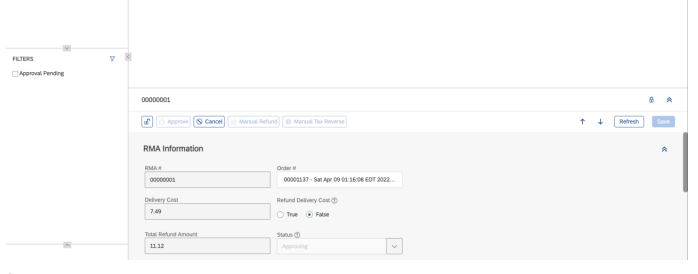 FILTERS
Approval Pending
00000001
Approve Cancel Manual Refund Manual Tax Reverse Refresh Save
RMA Information
RMA # Order #
00000001 00001137 - Sat Apr 09 01:16:08 EDT 2022...
Delivery Cost Refund Delivery Cost
7.49 True False
Total Refund Amount Status
11.12 Approving